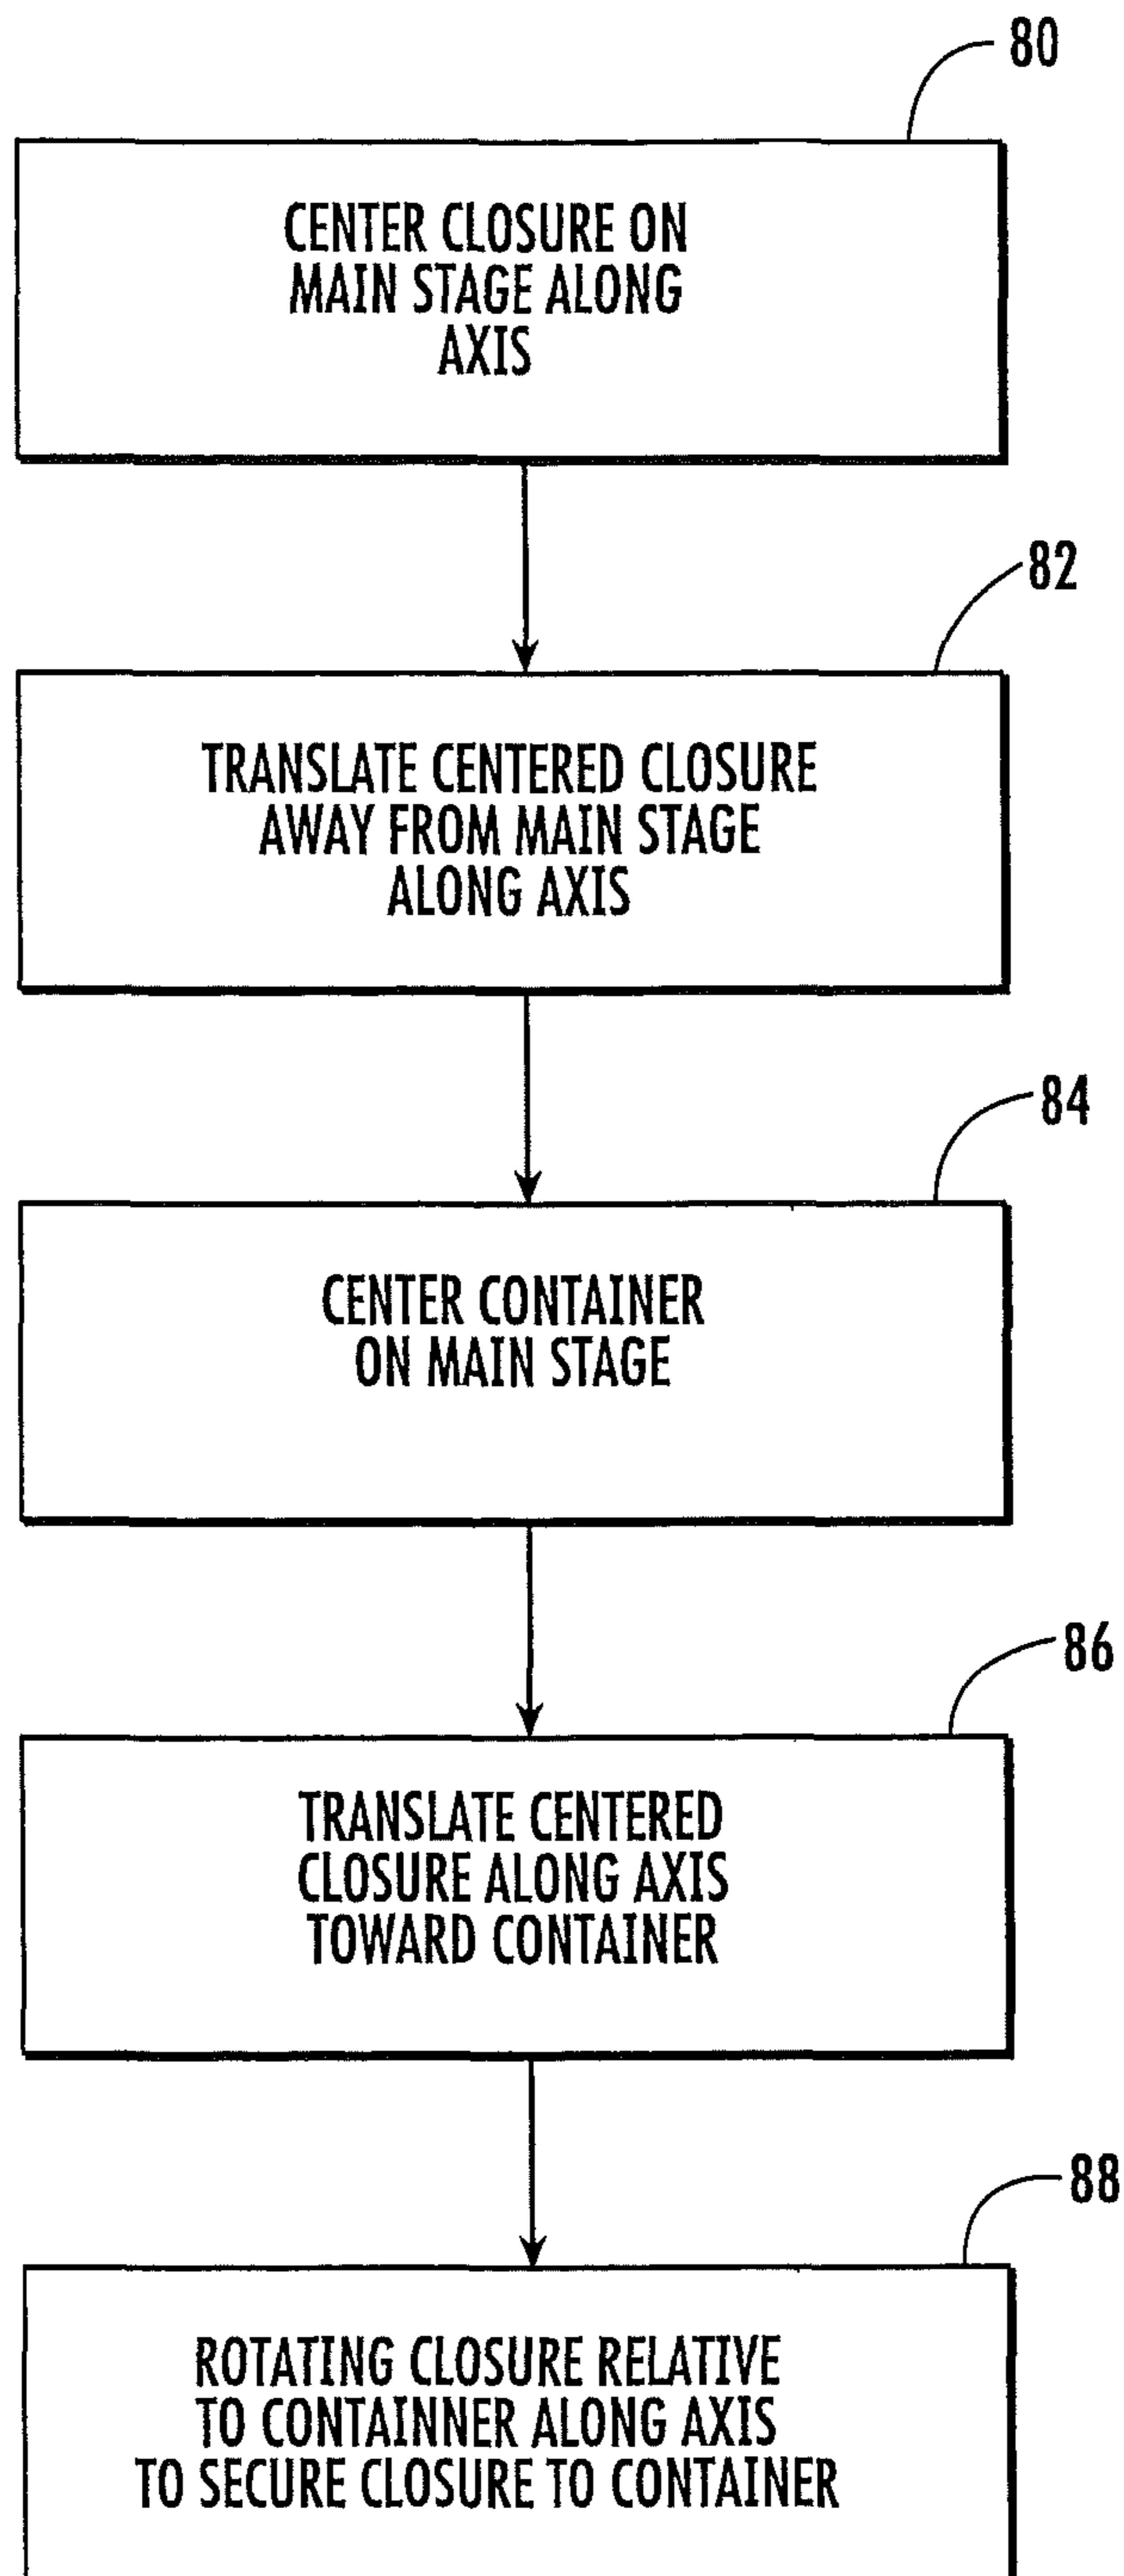 80
CENTER CLOSURE ON
MAIN STAGE ALONG
AXIS
82
TRANSLATE CENTERED CLOSURE
AWAY FROM MAIN STAGE
ALONG AXIS
84
CENTER CONTAINER
ON MAIN STAGE
86
TRANSLATE CENTERED
CLOSURE ALONG AXIS
TOWARD CONTAINER
88
ROTATING CLOSURE RELATIVE
TO CONTAINNER ALONG AXIS
TO SECURE CLOSURE TO CONTAINER